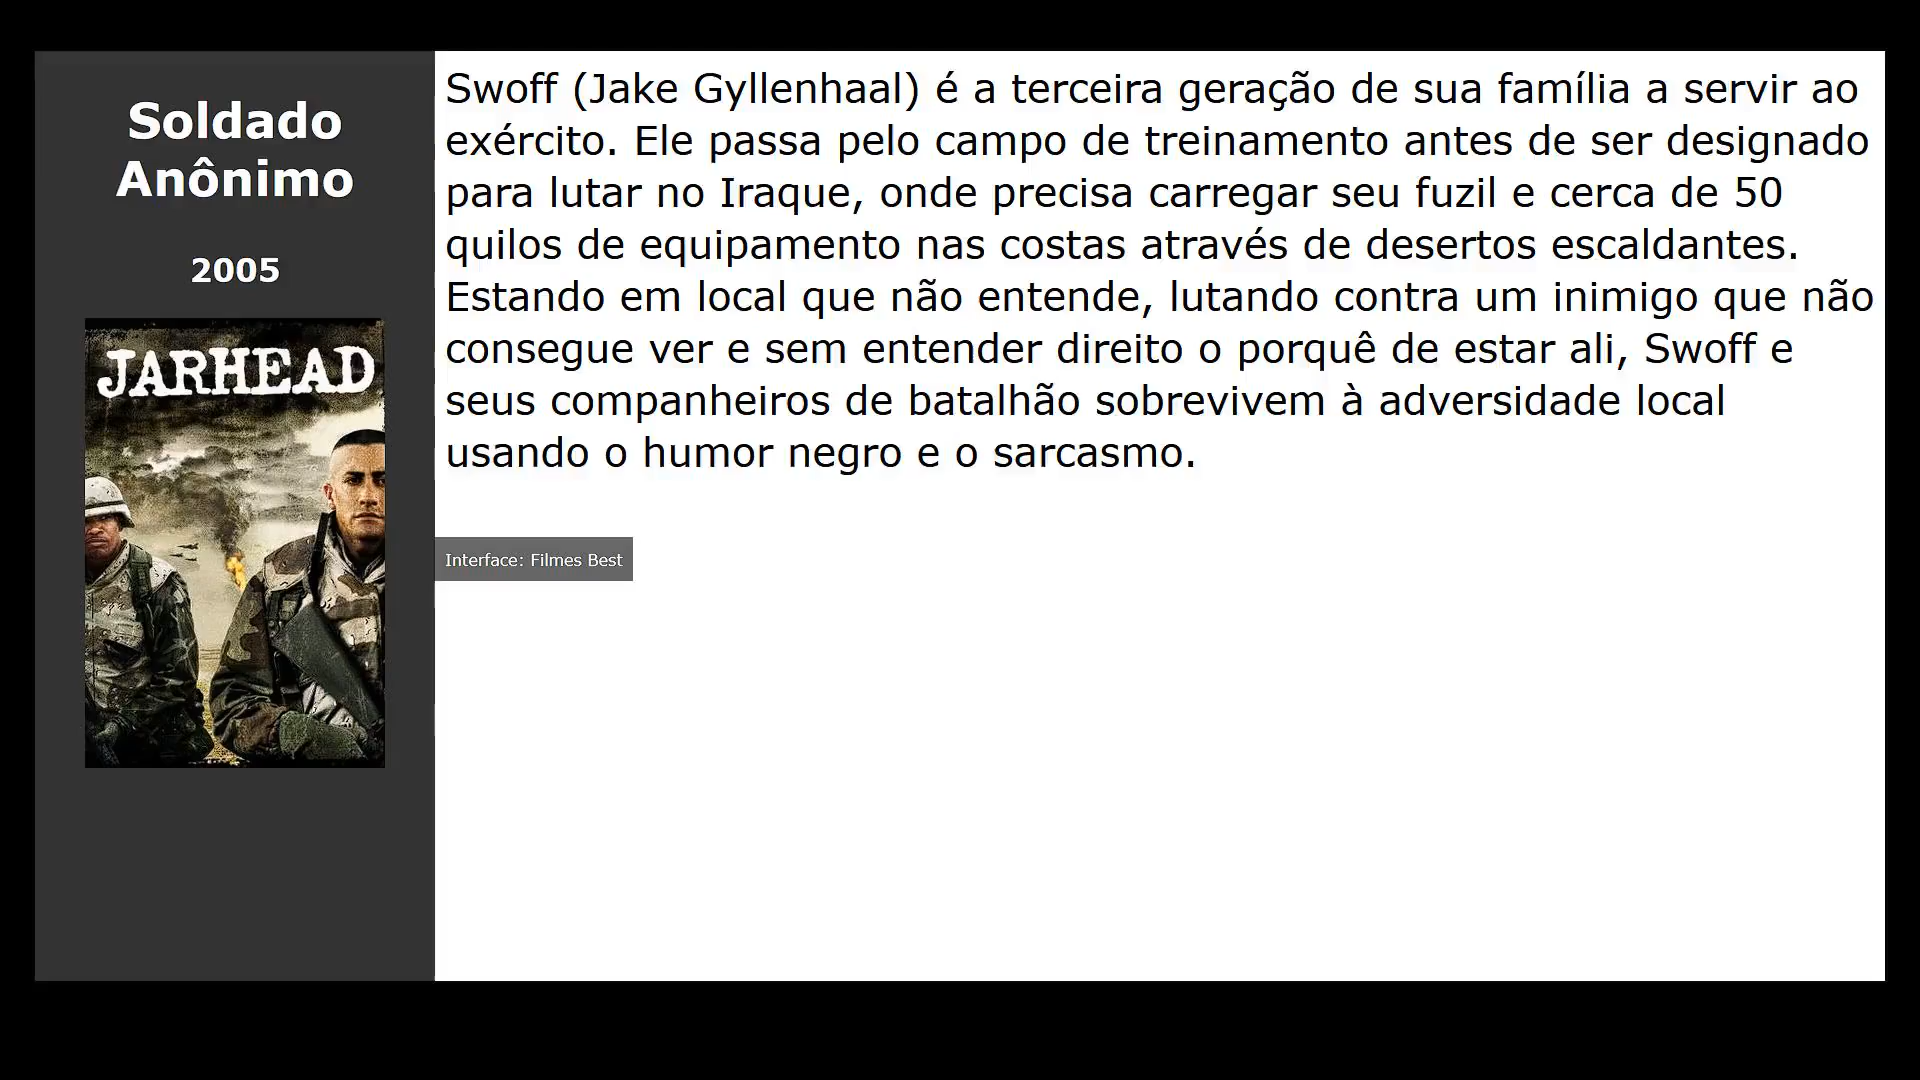 Soldado
Anônimo
2005
JARHEAD
Swoff (Jake Gyllenhaal) é a terceira geração de sua família a servir ao
exército. Ele passa pelo campo de treinamento antes de ser designado
para lutar no Iraque, onde precisa carregar seu fuzil e cerca de 50
quilos de equipamento nas costas através de desertos escaldantes.
Estando em local que não entende, lutando contra um inimigo que não
consegue ver e sem entender direito o porquê de estar ali, Swoff e
seus companheiros de batalhão sobrevivem à adversidade local
usando o humor negro e o sarcasmo.
Interface: Filmes Best